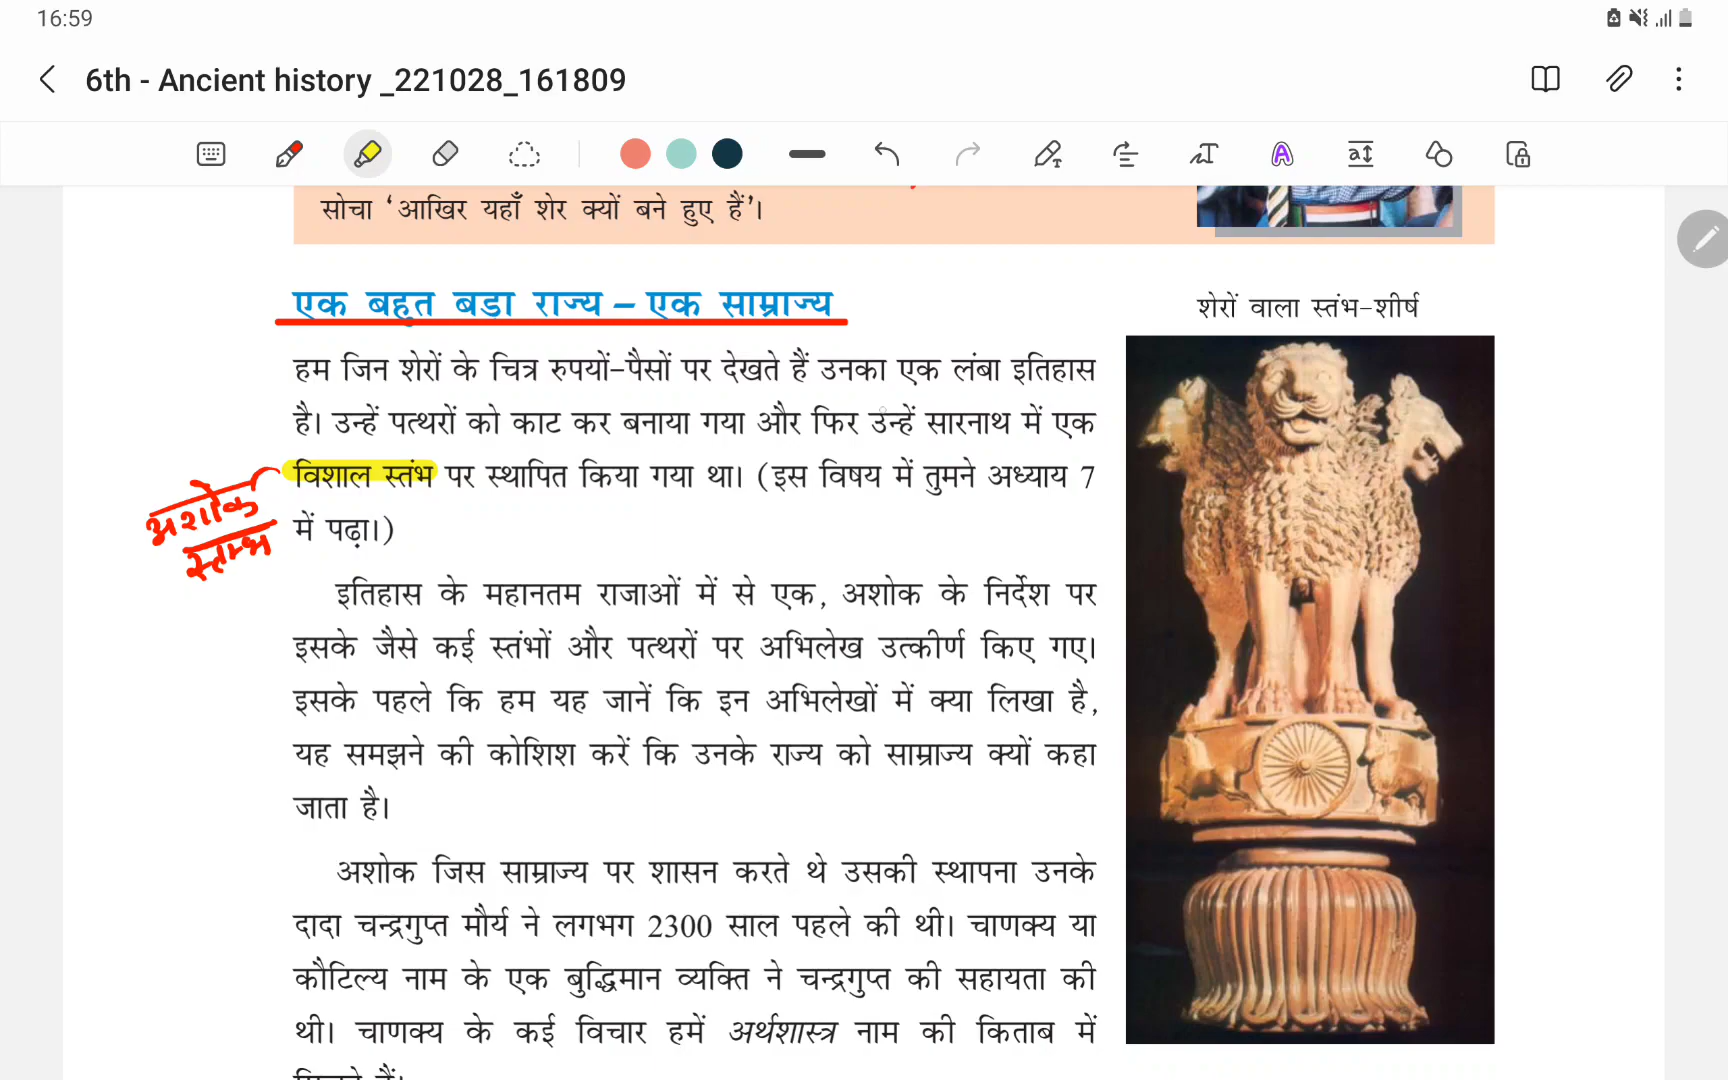 16:59
6th - Ancient history _221028_161809
सोचा ‘आखिर यहाँ शेर क्यों बने हुए हैं’।
एक बहुत बडा राज्य – एक साम्राज्य
हम जिन शेरों के चित्र रुपयों-पैसों पर देखते हैं उनका एक लंबा इतिहास
है। उन्हें पत्थरों को काट कर बनाया गया और फिर उन्हें सारनाथ में एक
विशाल स्तंभ पर स्थापित किया गया था। (इस विषय में तुमने अध्याय 7
में पढ़ा।)
अशोक
स्तम्भ
इतिहास के महानतम राजाओं में से एक, अशोक के निर्देश पर
इसके जैसे कई स्तंभों और पत्थरों पर अभिलेख उत्कीर्ण किए गए।
इसके पहले कि हम यह जानें कि इन अभिलेखों में क्या लिखा है,
यह समझने की कोशिश करें कि उनके राज्य को साम्राज्य क्यों कहा
जाता है।
अशोक जिस साम्राज्य पर शासन करते थे उसकी स्थापना उनके
दादा चन्द्रगुप्त मौर्य ने लगभग 2300 साल पहले की थी। चाणक्य या
कौटिल्य नाम के एक बुद्धिमान व्यक्ति ने चन्द्रगुप्त की सहायता की
थी। चाणक्य के कई विचार हमें अर्थशास्त्र नाम की किताब में
शेरों वाला स्तंभ-शीर्ष